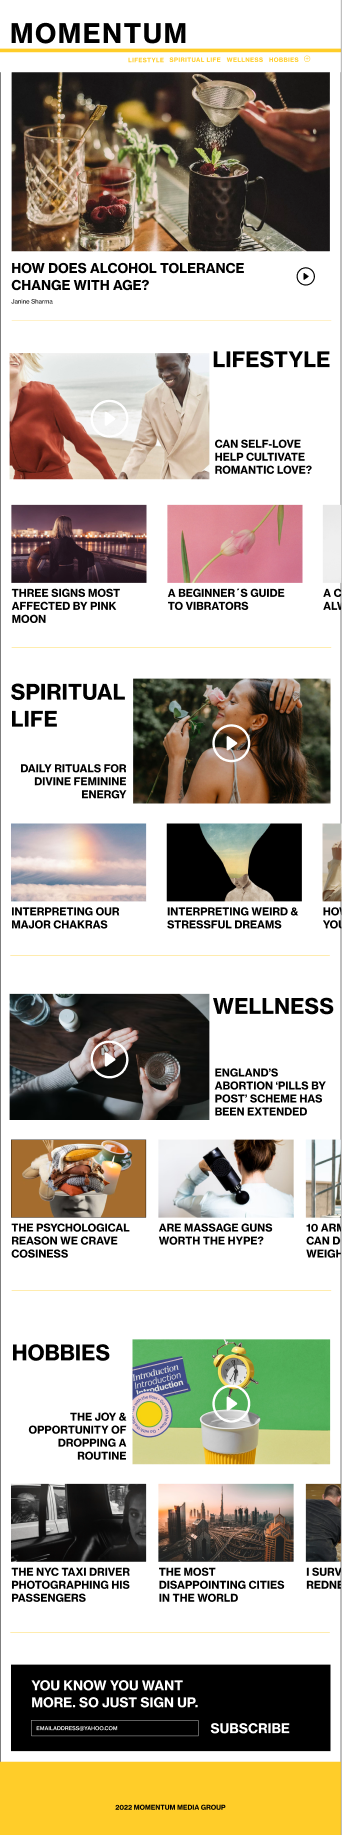 MOMENTUM
LIFESTYLE SPIRITUAL LIFE WELLNESS HOBBIES
HOW DOES ALCOHOL TOLERANCE
CHANGE WITH AGE?
Janine Sharma
LIFESTYLE
CAN SELF-LOVE
HELP CULTIVATE
ROMANTIC LOVE?
THREE SIGNS MOST
AFFECTED BY PINK
MOON
A BEGINNER´S GUIDE
TO VIBRATORS
A C
ALW
SPIRITUAL
LIFE
DAILY RITUALS FOR
DIVINE FEMININE
ENERGY
INTERPRETING OUR
MAJOR CHAKRAS
INTERPRETING WEIRD &
STRESSFUL DREAMS
HOW
YOU
WELLNESS
ENGLAND'S
ABORTION ‘PILLS BY
POST’ SCHEME HAS
BEEN EXTENDED
THE PSYCHOLOGICAL
REASON WE CRAVE
COSINESS
ARE MASSAGE GUNS
WORTH THE HYPE?
10 ARM
CAN D
WEIGH
HOBBIES
Introduction
Introduction
Introduction
THE JOY &
OPPORTUNITY OF
DROPPING A
ROUTINE
THE NYC TAXI DRIVER
PHOTOGRAPHING HIS
PASSENGERS
THE MOST
DISAPPOINTING CITIES
IN THE WORLD
I SURV
REDNE
YOU KNOW YOU WANT
MORE. SO JUST SIGN UP.
EMAILADDRESS@YAHOO.COM
SUBSCRIBE
2022 MOMENTUM MEDIA GROUP